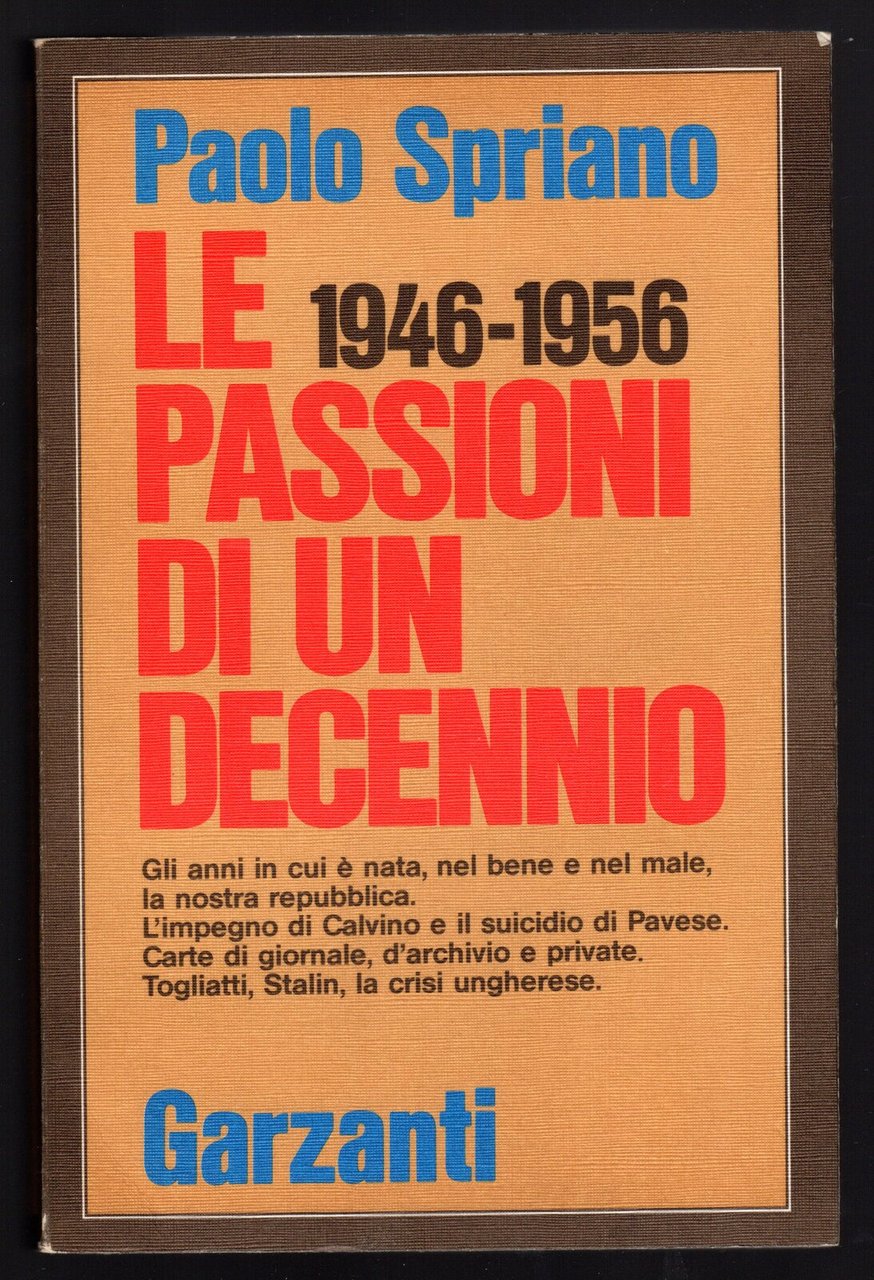 Paolo Spriano
LE 1946-1956
PASSIONI
DI UN
DECENNIO
Gli anni in cui è nata, nel bene e nel male,
la nostra repubblica.
L'impegno di Calvino e il suicidio di Pavese.
Carte di giornale, d'archivio e private.
Togliatti, Stalin, la crisi ungherese.
Garzanti